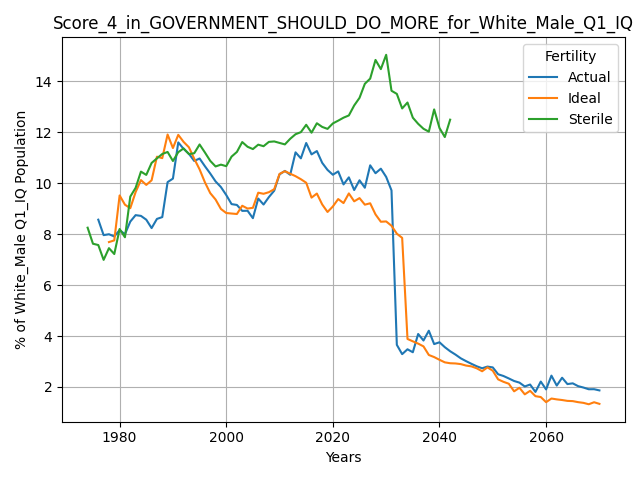 Score_4_in_GOVERNMENT_SHOULD_DO_MORE_for_White_Male_Q1_IQ
Fertility
Actual
Ideal
Sterile
% of White_Male Q1_IQ Population
14
12
10
8
6
4
2
1980 2000 2020 2040 2060
Years